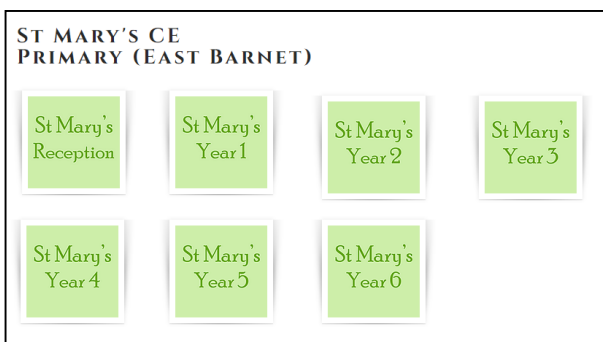 St Mary's CE
Primary (East Barnet)
St Mary's
Reception
St Mary's
Year 1
St Mary's
Year 2
St Mary's
Year 3
St Mary's
Year 4
St Mary's
Year 5
St Mary's
Year 6